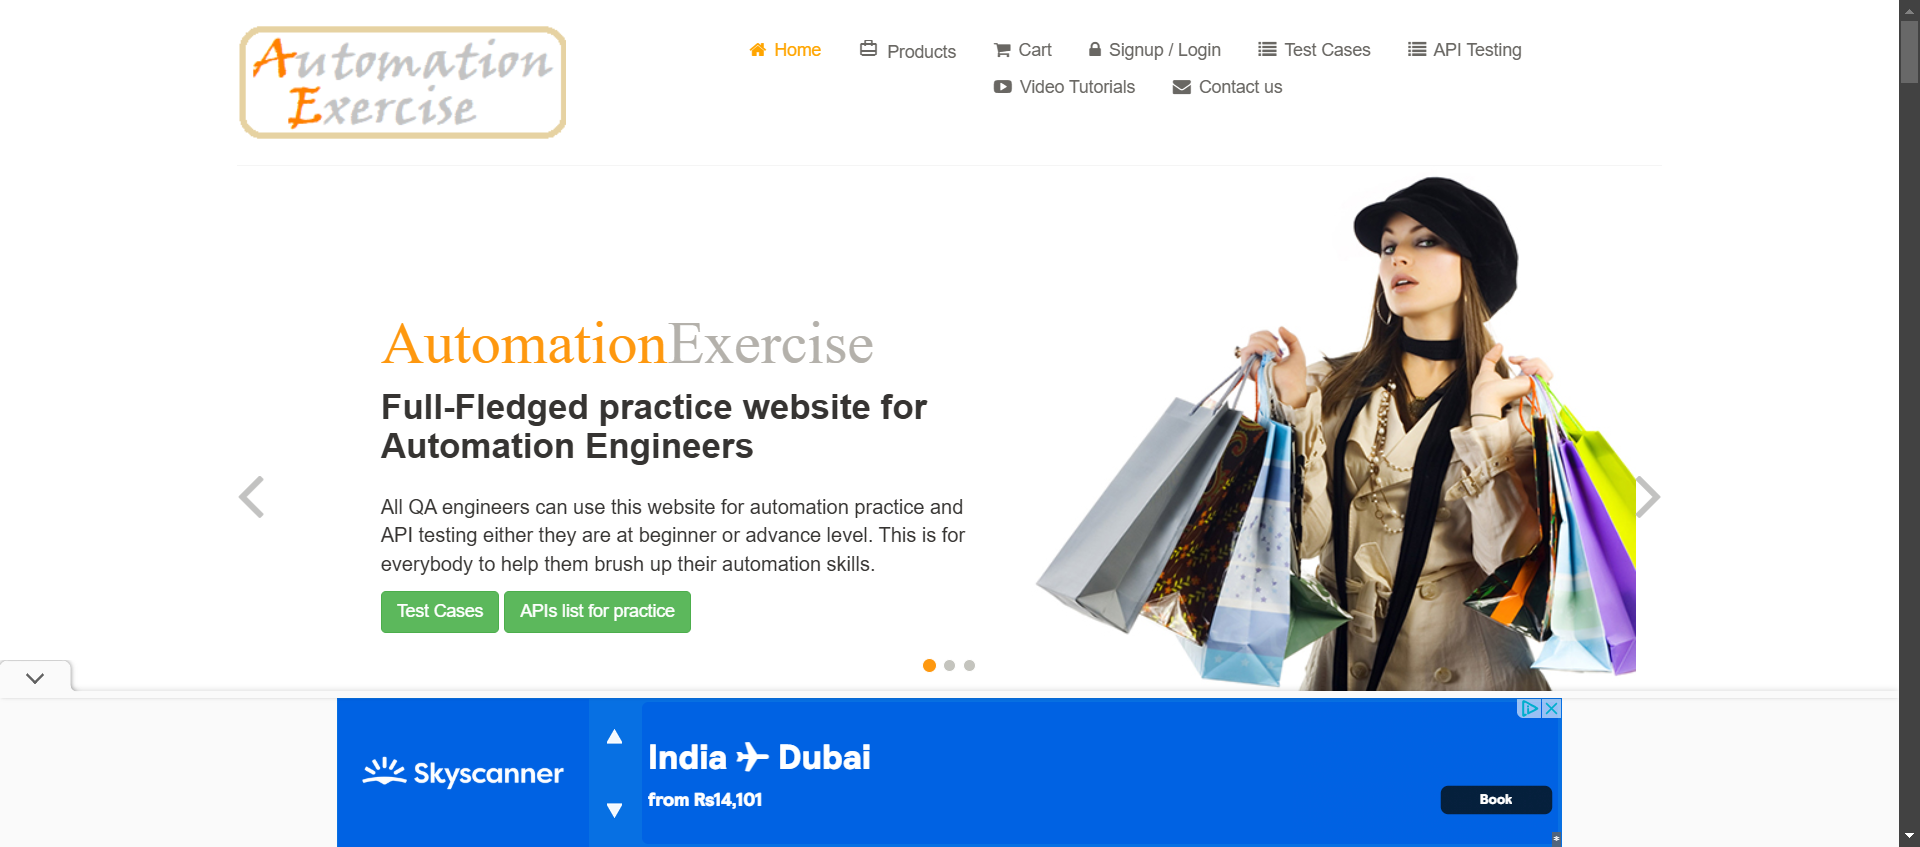 Automation
Exercise
Home
Products
Cart
Signup / Login
Test Cases
API Testing
Video Tutorials
Contact us
AutomationExercise
Full-Fledged practice website for
Automation Engineers
All QA engineers can use this website for automation practice and
API testing either they are at beginner or advance level. This is for
everybody to help them brush up their automation skills.
Test Cases
APIs list for practice
Skyscanner
India Dubai
from Rs14,101
Book